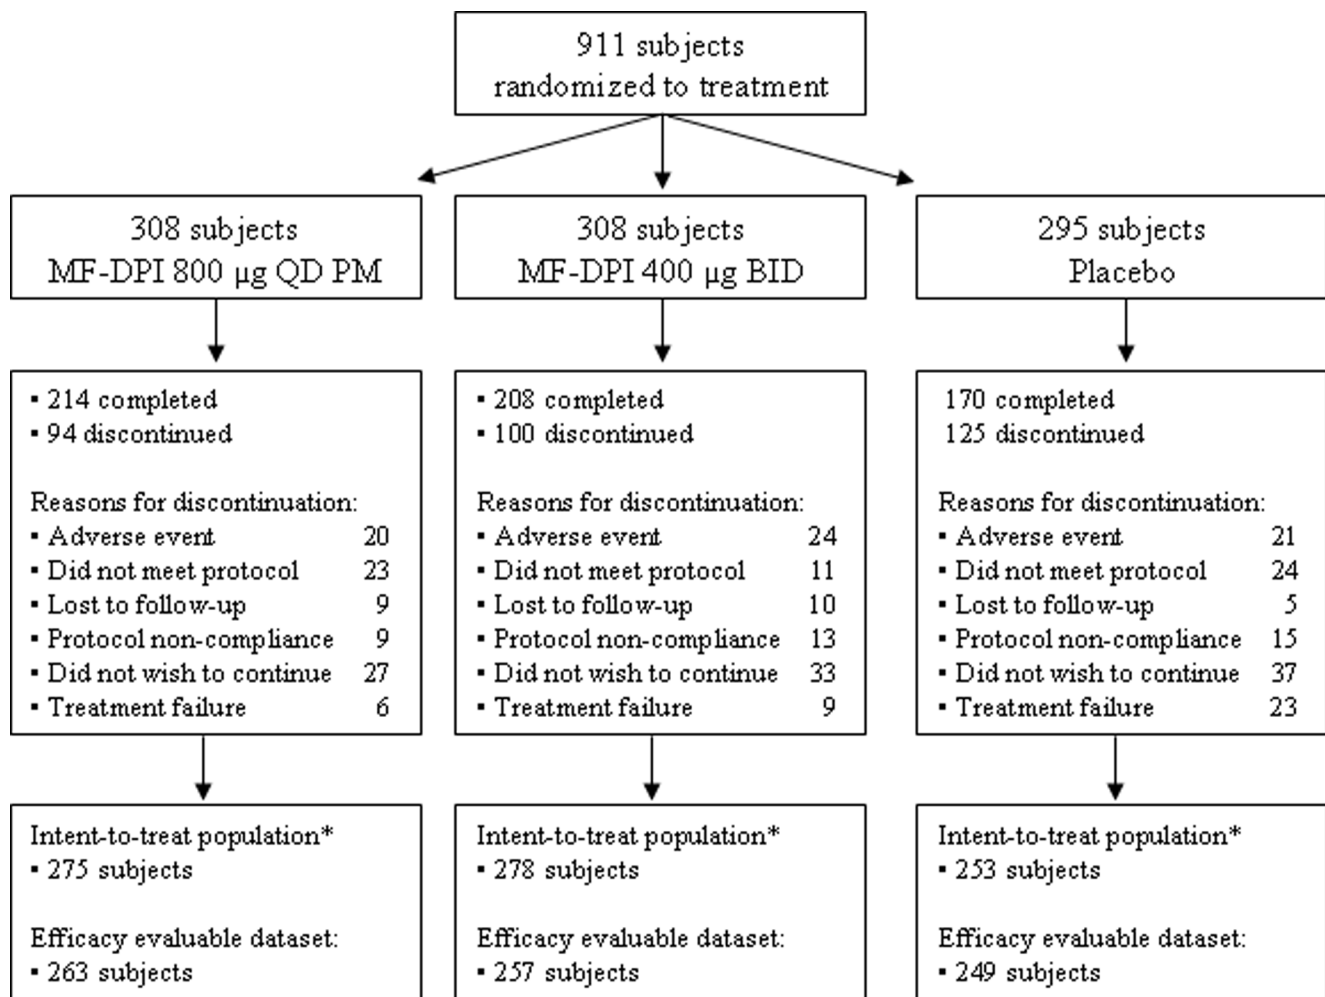 911 subjects
randomized to treatment
308 subjects
MF-DPI 800 µg QD PM
308 subjects
MF-DPI 400 µg BID
295 subjects
Placebo
▪ 214 completed
▪ 94 discontinued
Reasons for discontinuation:
▪ Adverse event 20
▪ Did not meet protocol 23
▪ Lost to follow-up 9
▪ Protocol non-compliance 9
▪ Did not wish to continue 27
▪ Treatment failure 6
▪ 208 completed
▪ 100 discontinued
Reasons for discontinuation:
▪ Adverse event 24
▪ Did not meet protocol 11
▪ Lost to follow-up 10
▪ Protocol non-compliance 13
▪ Did not wish to continue 33
▪ Treatment failure 9
170 completed
125 discontinued
Reasons for discontinuation:
▪ Adverse event 21
▪ Did not meet protocol 24
▪ Lost to follow-up 5
▪ Protocol non-compliance 15
▪ Did not wish to continue 37
▪ Treatment failure 23
Intent-to-treat population*
▪ 275 subjects
Efficacy evaluable dataset:
▪ 263 subjects
Intent-to-treat population*
▪ 278 subjects
Efficacy evaluable dataset:
▪ 257 subjects
Intent-to-treat population*
▪ 253 subjects
Efficacy evaluable dataset:
▪ 249 subjects